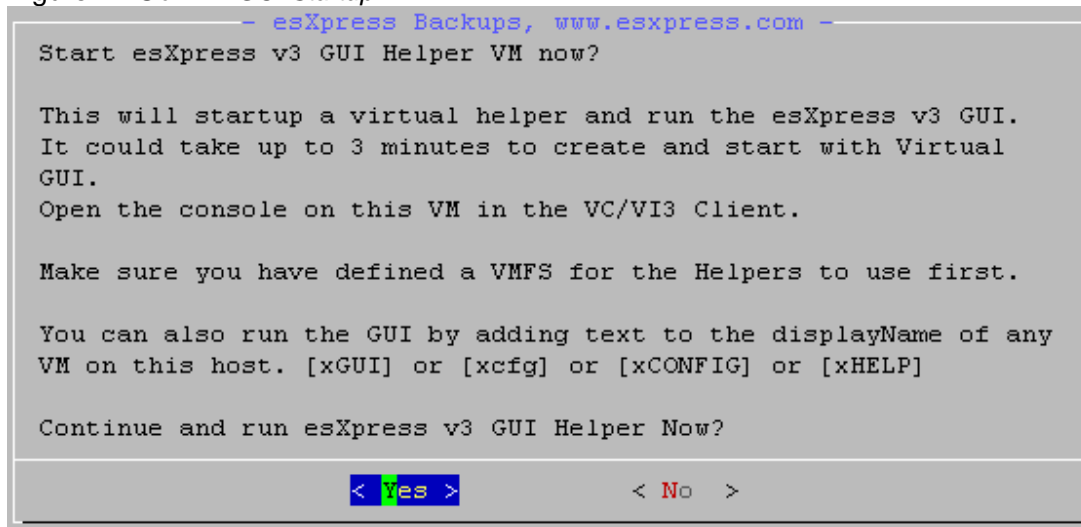 - esXpress Backups, www.esxpress.com -
Start esXpress v3 GUI Helper VM now?
This will startup a virtual helper and run the esXpress v3 GUI.
It could take up to 3 minutes to create and start with Virtual
GUI.
Open the console on this VM in the VC/VI3 Client.
Make sure you have defined a VMFS for the Helpers to use first.
You can also run the GUI by adding text to the displayName of any
VM on this host. [xGUI] or [xcfg] or [xCONFIG] or [xHELP]
Continue and run esXpress v3 GUI Helper Now?
< Yes > < No >